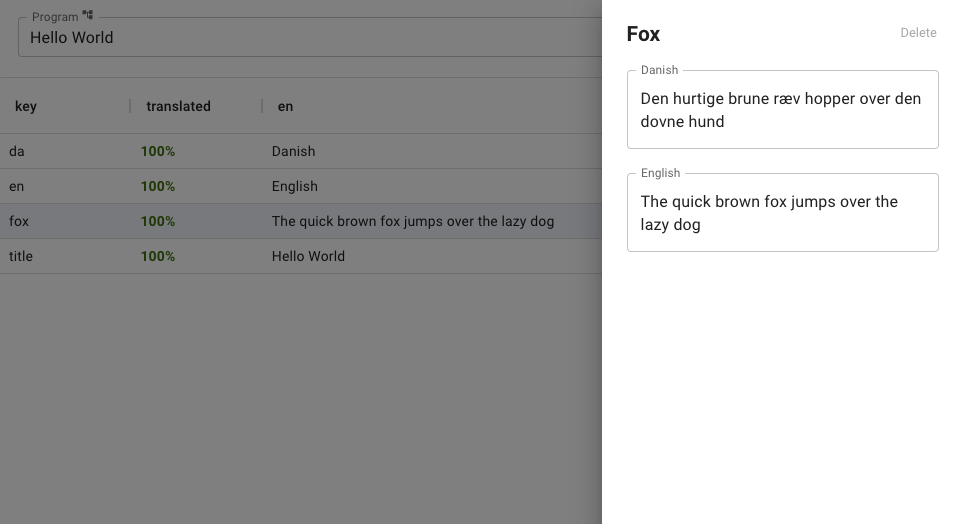 Program
Hello World
key translated en
da 100% Danish
en 100% English
fox 100% The quick brown fox jumps over the lazy dog
title 100% Hello World
Fox
Delete
Danish
Den hurtige brune ræv hopper over den
dovne hund
English
The quick brown fox jumps over the
lazy dog